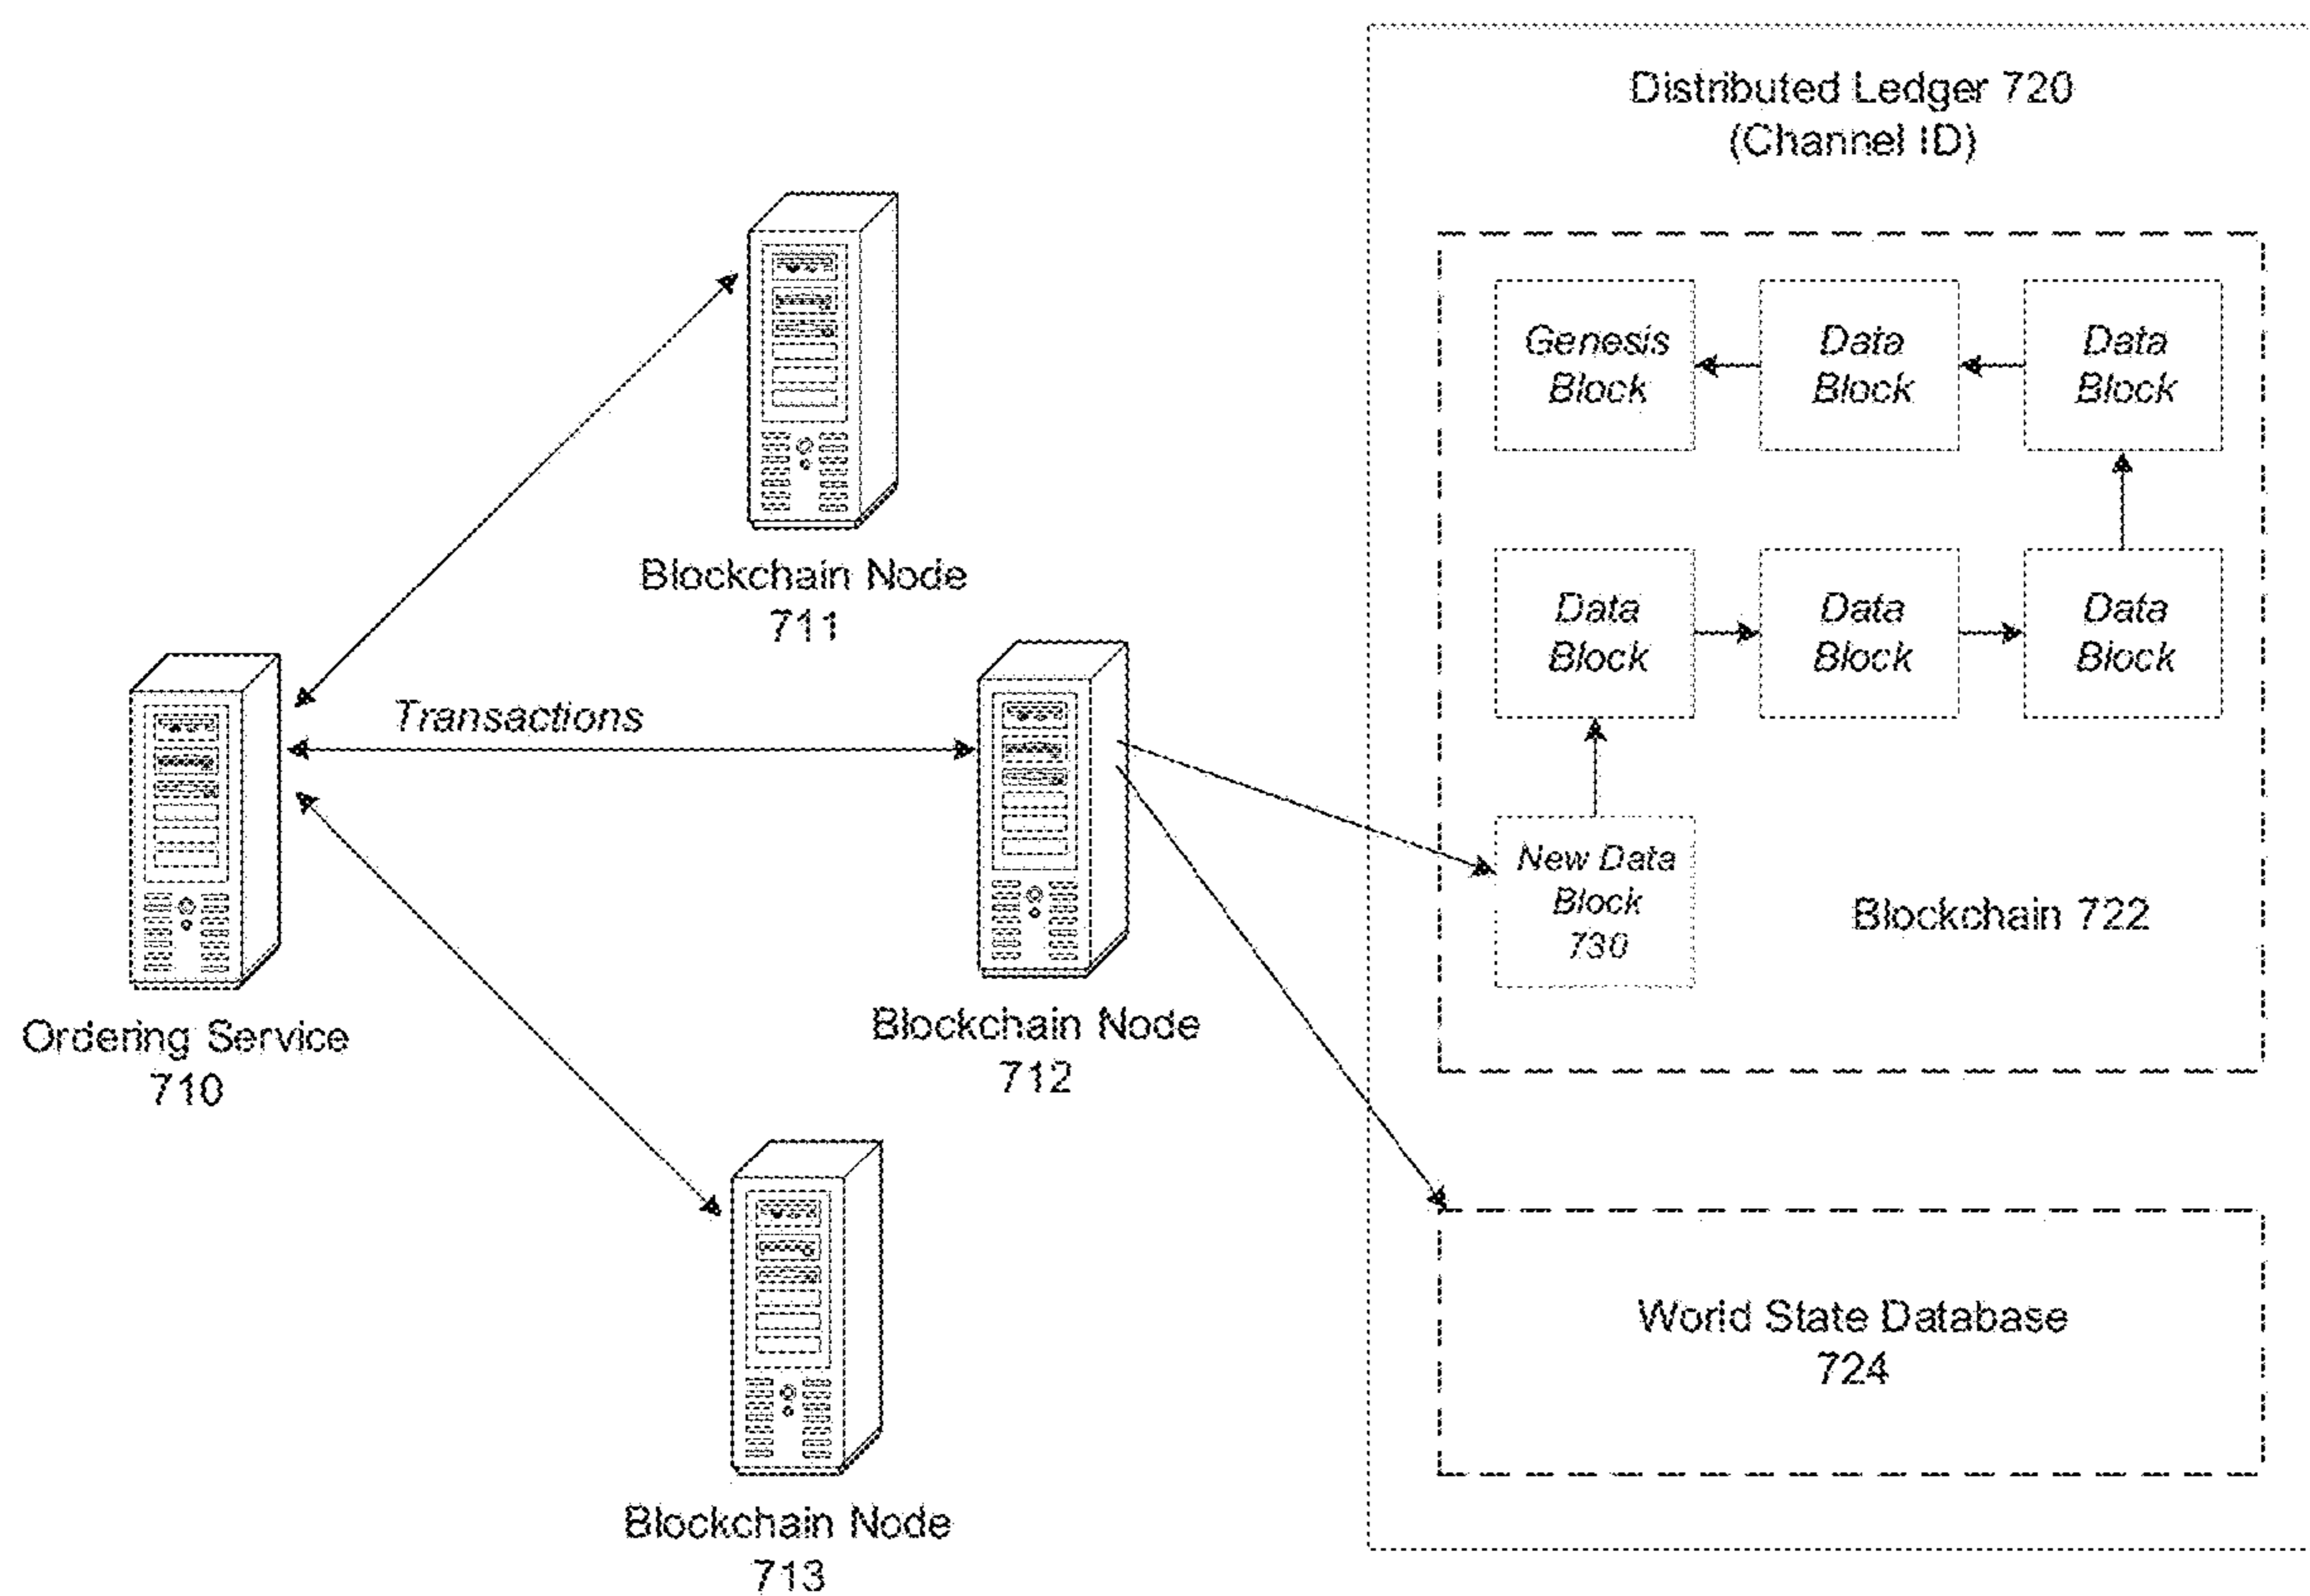 Distributed Ledger 720
(Channel ID)
Genesis
Block
Data
Block
Data
Block
Blockchain Node
711
Data
Block
Data
Block
Data
Block
Transactions
New Data
Block
730
Blockchain 722
Ordering Service
710
Blockchain Node
712
World State Database
724
Blockchain Node
713